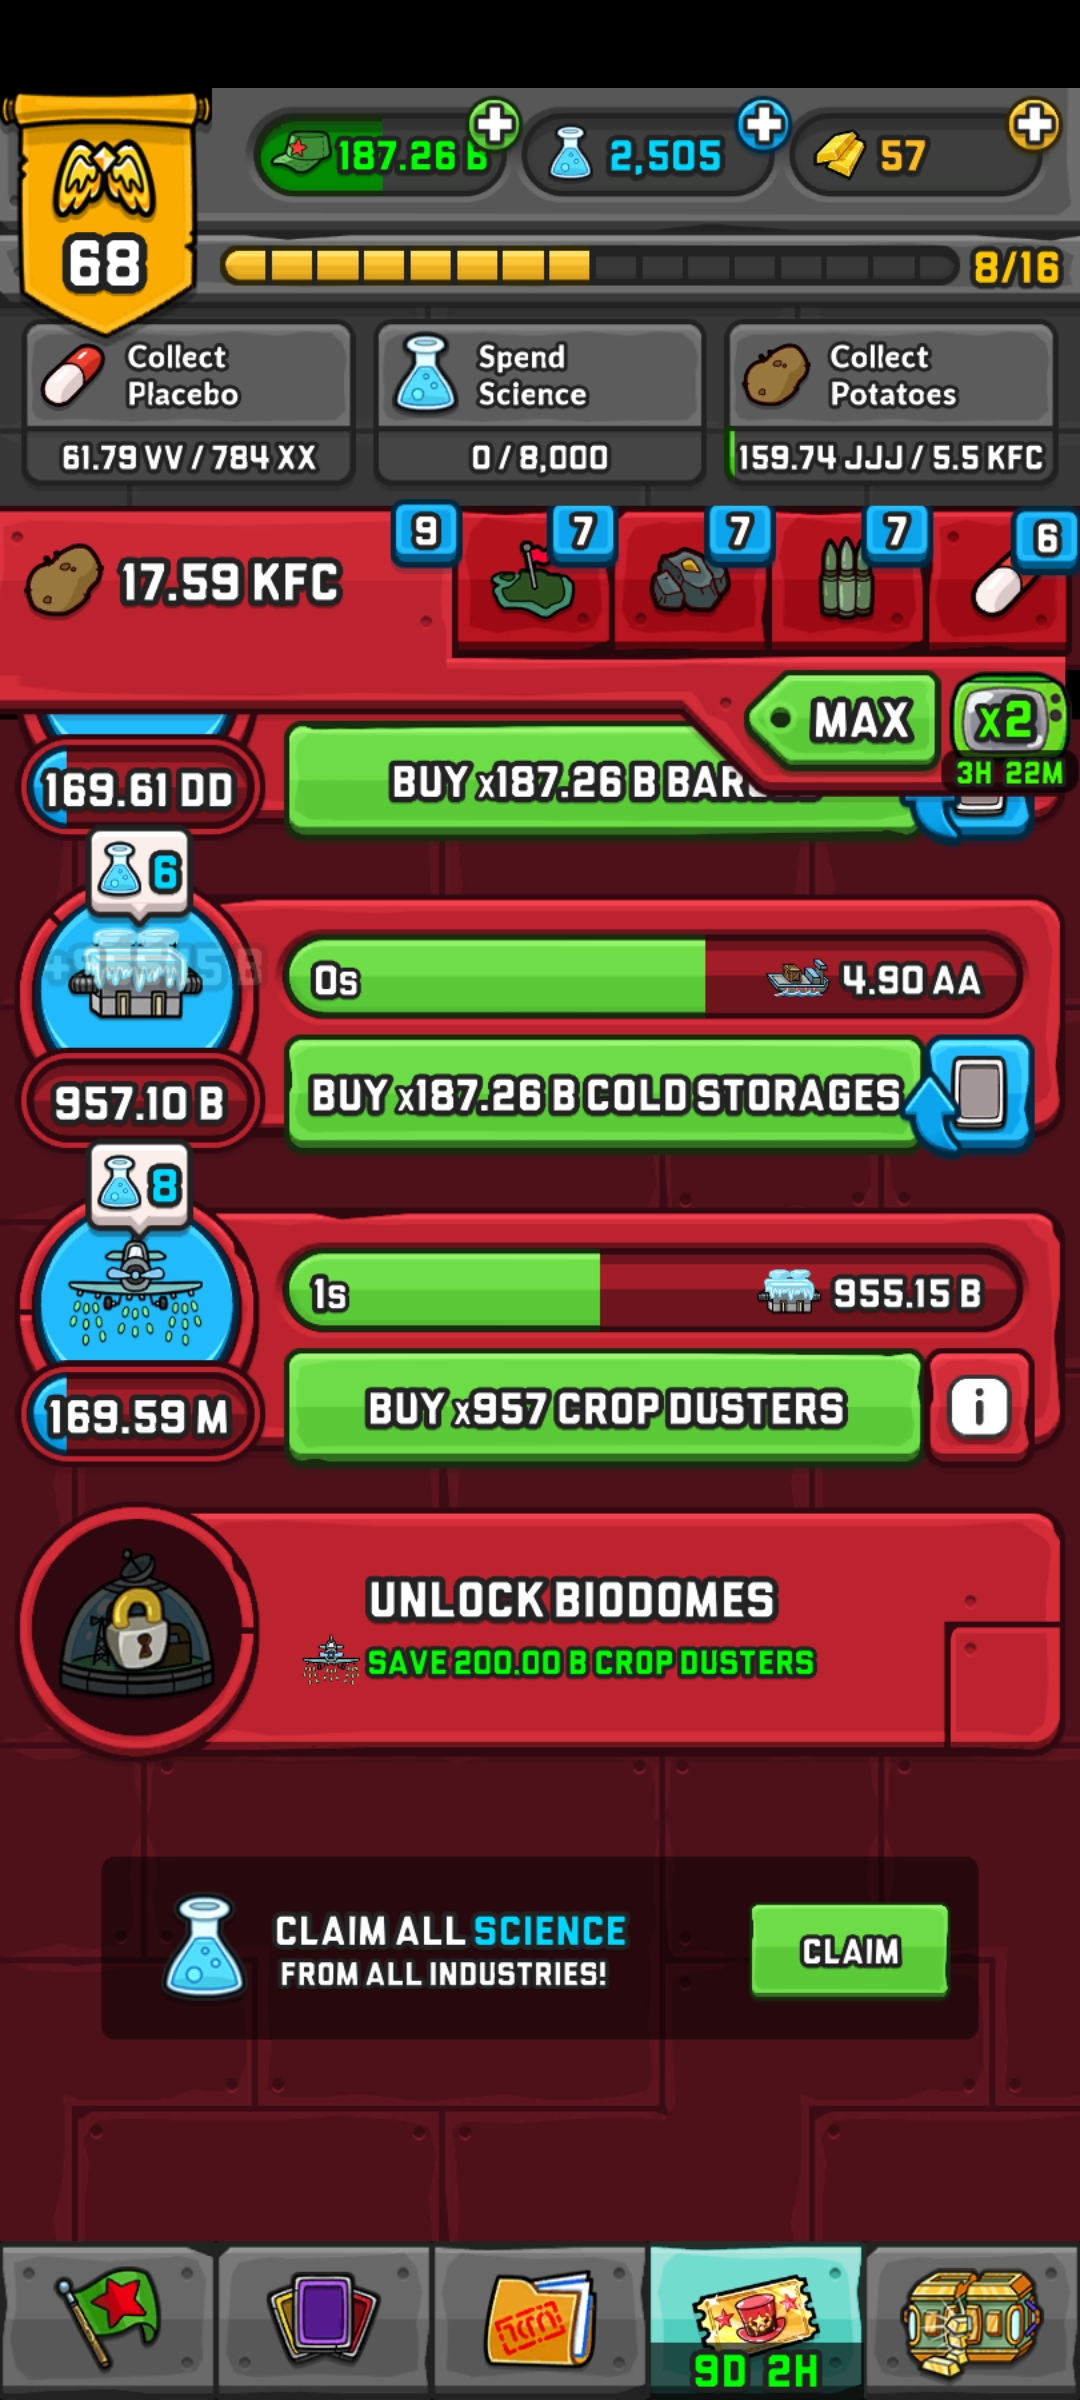 68
187.26 B
2,505
57
8/16
Collect
Placebo
61.79 VV / 784 XX
Spend
Science
0 / 8,000
Collect
Potatoes
159.74 JJJ / 5.5 KFC
17.59 KFC
9
7
7
7
6
MAX
x2
3H 22M
169.61 DD
BUY x187.26 B
6
0s
4.90 AA
957.10 B
BUY x187.26 B COLD STORAGES
8
1s
955.15 B
169.59 M
BUY x957 CROP DUSTERS
i
UNLOCK BIODOMES
SAVE 200.00 B CROP DUSTERS
CLAIM ALL SCIENCE
FROM ALL INDUSTRIES!
CLAIM
9D 2H